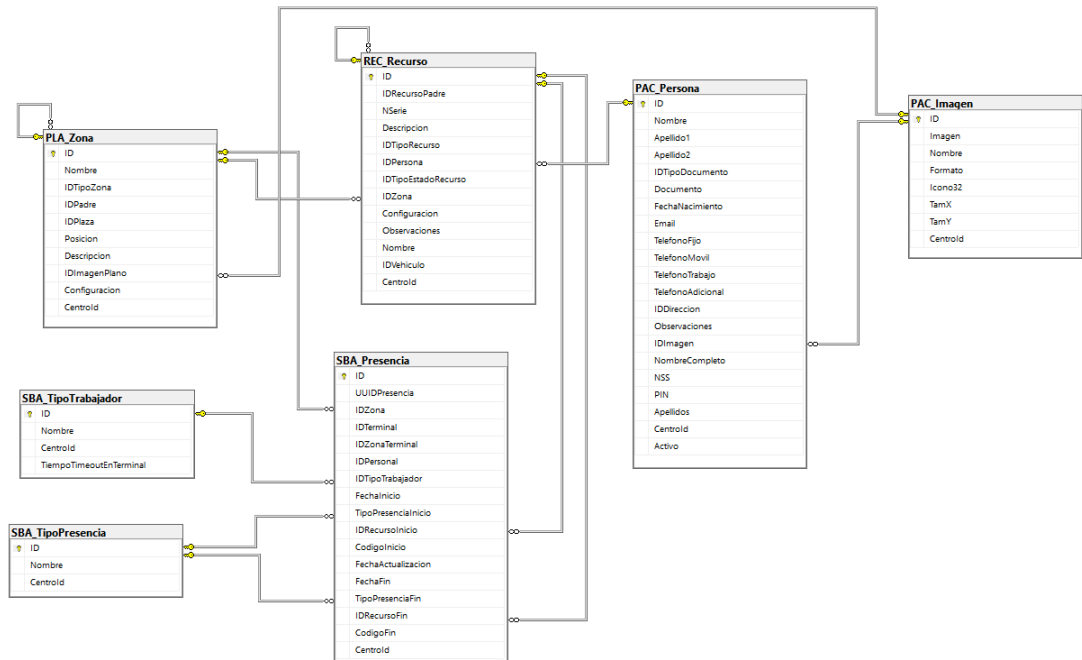 PLA_Zona
ID
Nombre
IDTipoZona
IDPadre
IDPlaza
Posicion
Descripcion
IDImagenPlano
Configuracion
CentroId
REC_Recurso
ID
IDRecursoPadre
NSerie
Descripcion
IDTipoRecurso
IDPersona
IDTipoEstadoRecurso
IDZona
Configuracion
Observaciones
Nombre
IDVehiculo
CentroId
PAC_Persona
ID
Nombre
Apellido1
Apellido2
IDTipoDocumento
Documento
FechaNacimiento
Email
TelefonoFijo
TelefonoMovil
TelefonoTrabajo
TelefonoAdicional
IDDireccion
Observaciones
IDImagen
NombreCompleto
NSS
PIN
Apellidos
CentroId
Activo
PAC_Imagen
ID
Imagen
Nombre
Formato
Icono32
TamX
TamY
CentroId
SBA_TipoTrabajador
ID
Nombre
CentroId
TiempoTimeoutEnTerminal
SBA_TipoPresencia
ID
Nombre
CentroId
SBA_Presencia
ID
UUIDPresencia
IDZona
IDTerminal
IDZonaTerminal
IDPersonal
IDTipoTrabajador
FechaInicio
TipoPresenciaInicio
IDRecursoInicio
CodigoInicio
FechaActualizacion
FechaFin
TipoPresenciaFin
IDRecursoFin
CodigoFin
CentroId